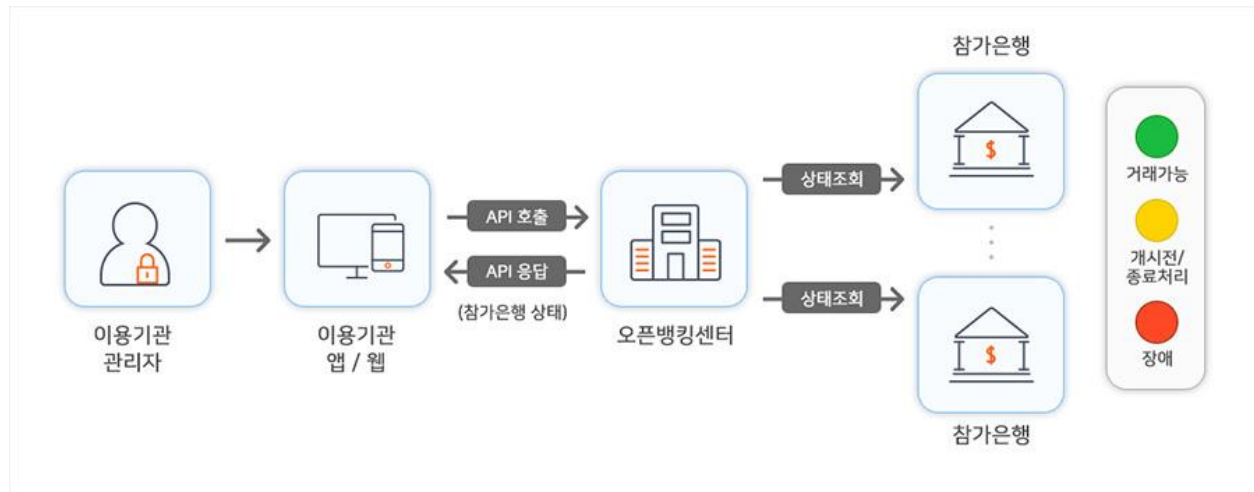 참가은행
이용기관
관리자
이용기관
앱 / 웹
API 호출
API 응답
(참가은행 상태)
오픈뱅킹센터
상태조회
상태조회
$
$
참가은행
거래가능
개시전/
종료처리
장애